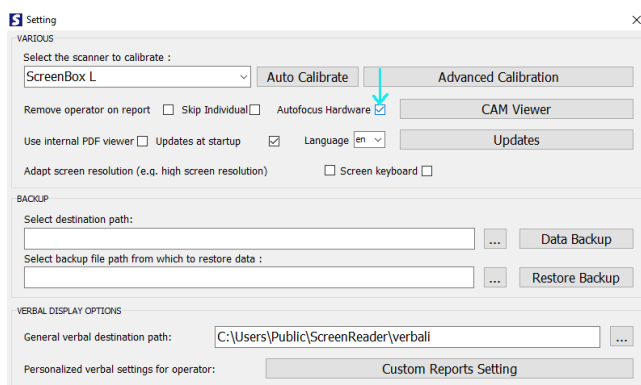 S Setting
VARIOUS
Select the scanner to calibrate :
ScreenBox L Auto Calibrate Advanced Calibration
Remove operator on report Skip Individual Autofocus Hardware CAM Viewer
Use internal PDF viewer Updates at startup Language en Updates
Adapt screen resolution (e.g. high screen resolution) Screen keyboard
BACKUP
Select destination path:
... Data Backup
Select backup file path from which to restore data :
... Restore Backup
VERBAL DISPLAY OPTIONS
General verbal destination path: C:\Users\Public\ScreenReader\verbali ...
Personalized verbal settings for operator: Custom Reports Setting